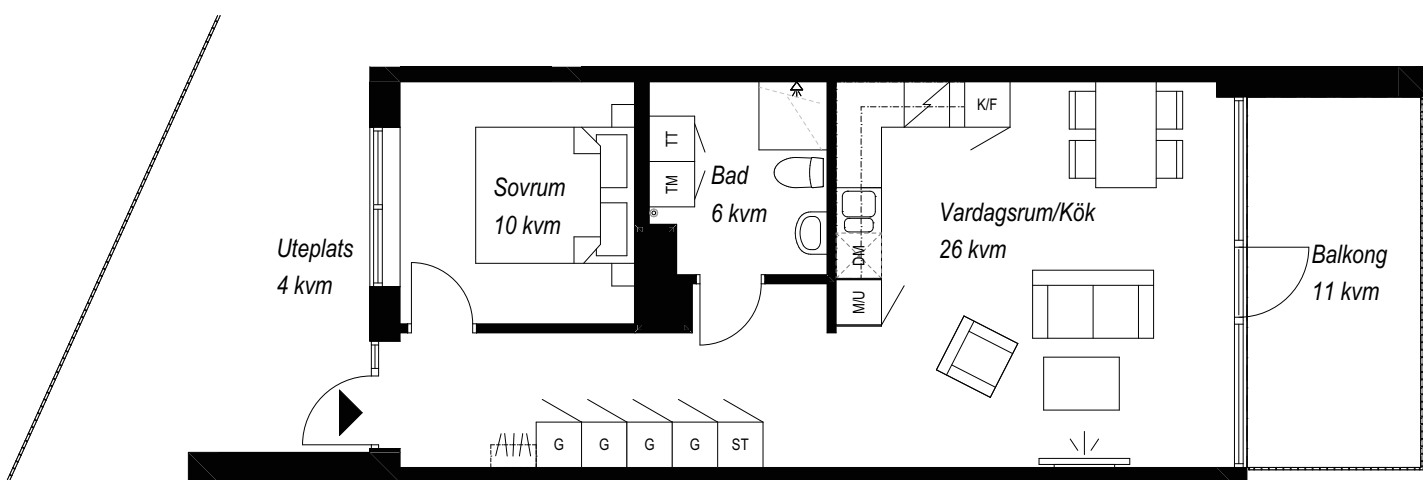 K/F
TT
TM
Sovrum
10 kvm
Bad
6 kvm
Vardagsrum/Kök
26 kvm
DM
M/U
Uteplats
4 kvm
Balkong
11 kvm
G
G
G
G
ST